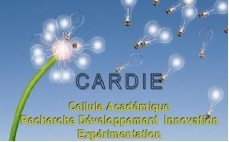 CARDIE
Cellule Académique
Recherche Développement Innovation
Expérimentation